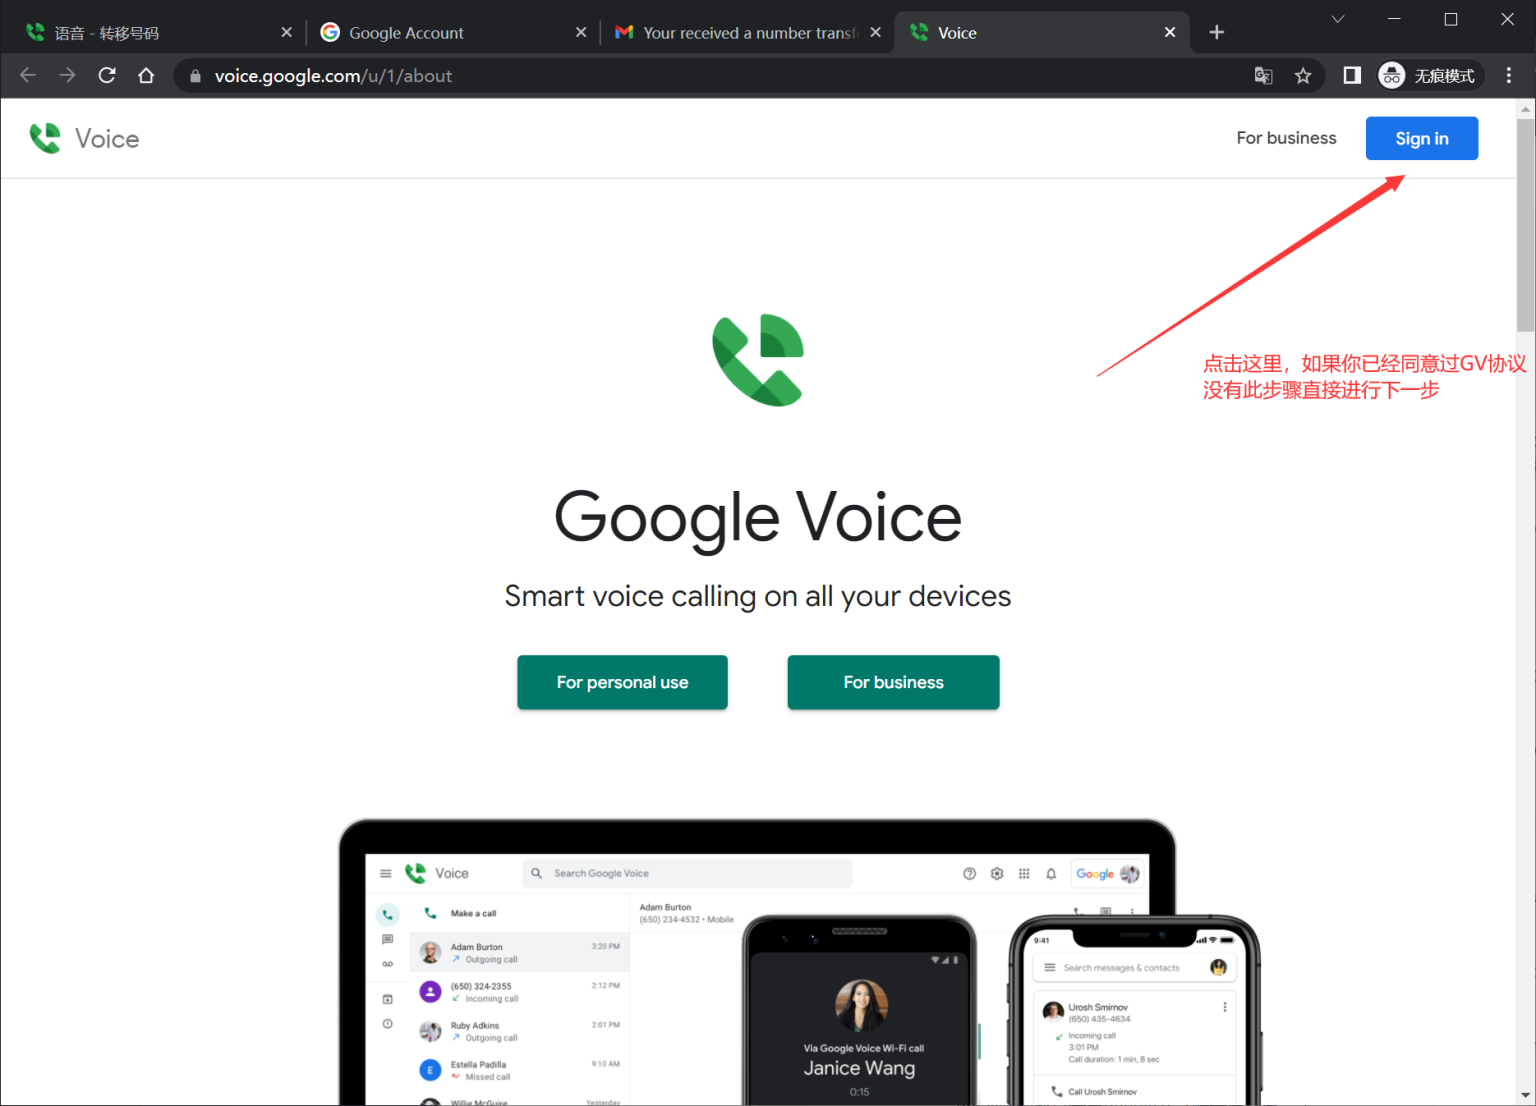 语音 - 转移号码
Google Account
Your received a number transf
Voice
voice.google.com/u/1/about
无痕模式
Voice
For business
Sign in
点击这里，如果你已经同意过GV协议
没有此步骤直接进行下一步
Google Voice
Smart voice calling on all your devices
For personal use
For business
Voice
Search Google Voice
Google
Make a call
Adam Burton
(650) 234-4532 • Mobile
Adam Burton
3:20 PM
Outgoing call
(650) 324-2355
2:12 PM
Incoming call
Ruby Adkins
2:01 PM
Outgoing call
Estella Padilla
9:10 AM
E
Missed call
Willie McGuire
Yesterday
Via Google Voice Wi-Fi call
Janice Wang
0:15
9:41
Search messages & contacts
Urosh Smirnov
(650) 435-4634
Incoming call
3:01 PM
Call duration: 1 min, 8 sec
Call Urosh Smirnov